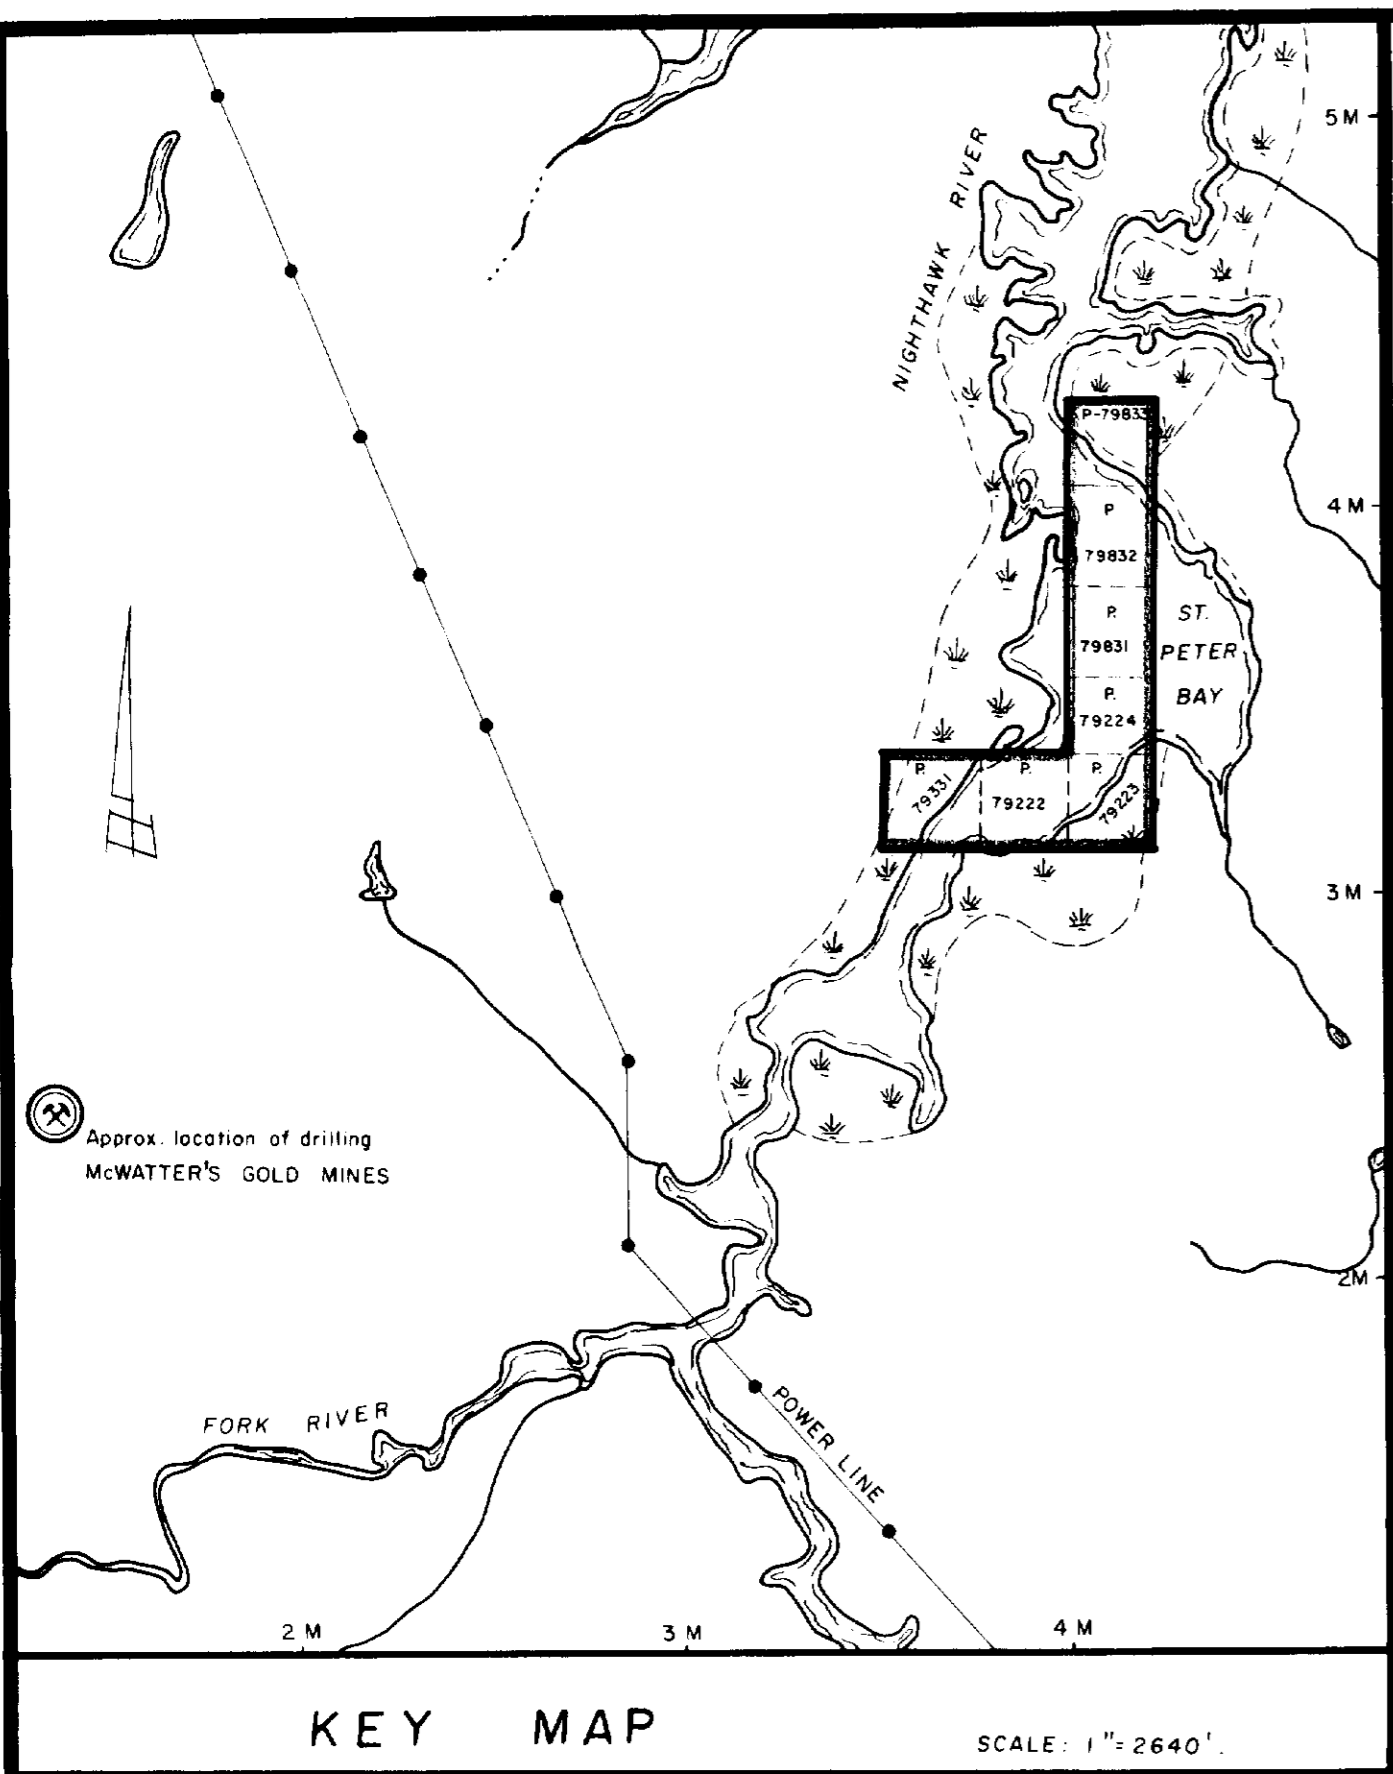 5 M
NIGHTHAWK RIVER
P-79833
4 M
P
79832
P.
79831
ST.
PETER
BAY
P.
79224
P.
79331
P.
79222
P.
79223
3 M
Approx. location of drilling
McWATTER'S GOLD MINES
2M
FORK RIVER
POWER LINE
2 M
3 M
4 M
KEY MAP
SCALE: 1"=2640'.